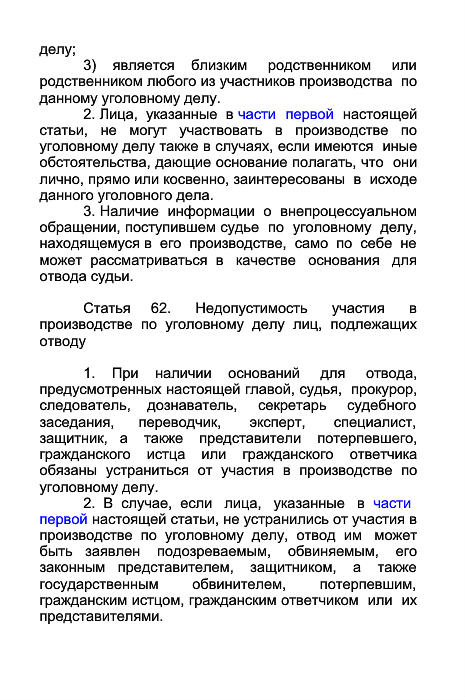 делу;
3) является близким родственником или
родственником любого из участников производства по
данному уголовному делу.
2. Лица, указанные в части первой настоящей
статьи, не могут участвовать в производстве по
уголовному делу также в случаях, если имеются иные
обстоятельства, дающие основание полагать, что они
лично, прямо или косвенно, заинтересованы в исходе
данного уголовного дела.
3. Наличие информации о внепроцессуальном
обращении, поступившем судье по уголовному делу,
находящемуся в его производстве, само по себе не
может рассматриваться в качестве основания для
отвода судьи.
Статья 62. Недопустимость участия в
производстве по уголовному делу лиц, подлежащих
отводу
1. При наличии оснований для отвода,
предусмотренных настоящей главой, судья, прокурор,
следователь, дознаватель, секретарь судебного
заседания, переводчик, эксперт, специалист,
защитник, а также представители потерпевшего,
гражданского истца или гражданского ответчика
обязаны устраниться от участия в производстве по
уголовному делу.
2. В случае, если лица, указанные в части
первой настоящей статьи, не устранились от участия в
производстве по уголовному делу, отвод им может
быть заявлен подозреваемым, обвиняемым, его
законным представителем, защитником, а также
государственным обвинителем, потерпевшим,
гражданским истцом, гражданским ответчиком или их
представителями.